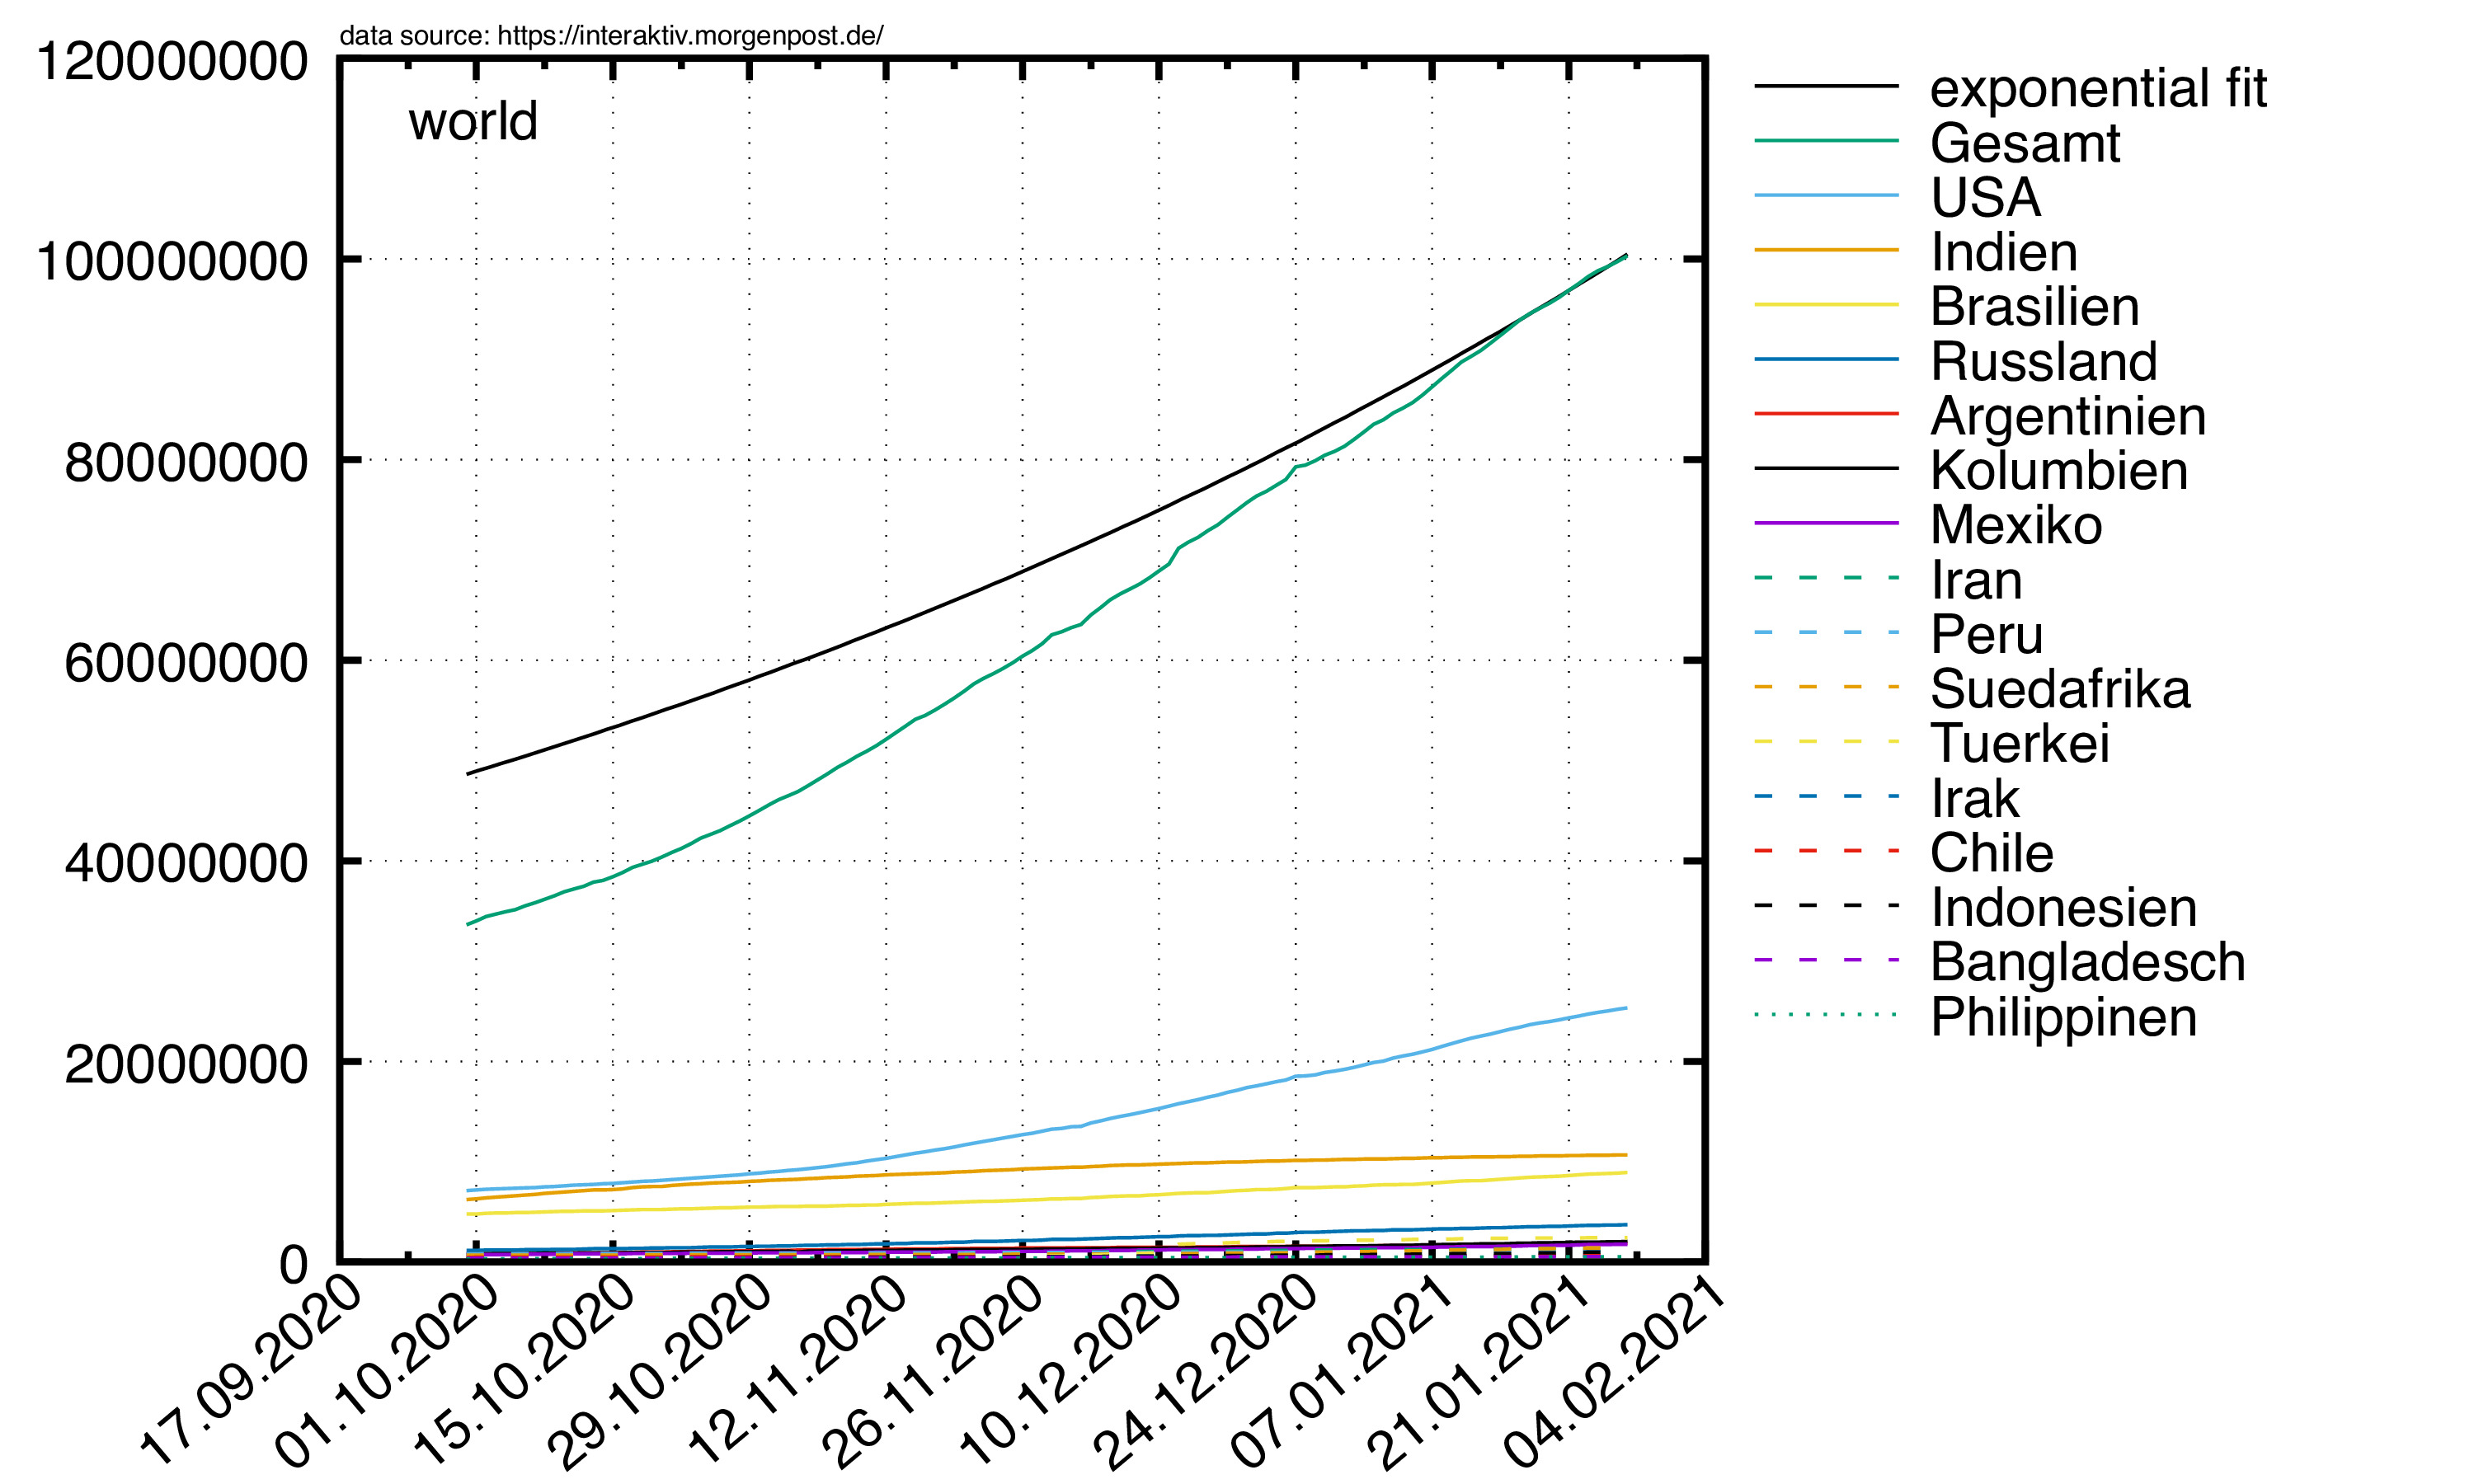 data source: https://interaktiv.morgenpost.de/
120000000
100000000
80000000
60000000
40000000
20000000
0
world
17.09.2020
01.10.2020
15.10.2020
29.10.2020
12.11.2020
26.11.2020
10.12.2020
24.12.2020
07.01.2021
21.01.2021
04.02.2021
exponential fit
Gesamt
USA
Indien
Brasilien
Russland
Argentinien
Kolumbien
Mexiko
Iran
Peru
Suedafrika
Tuerkei
Irak
Chile
Indonesien
Bangladesch
Philippinen